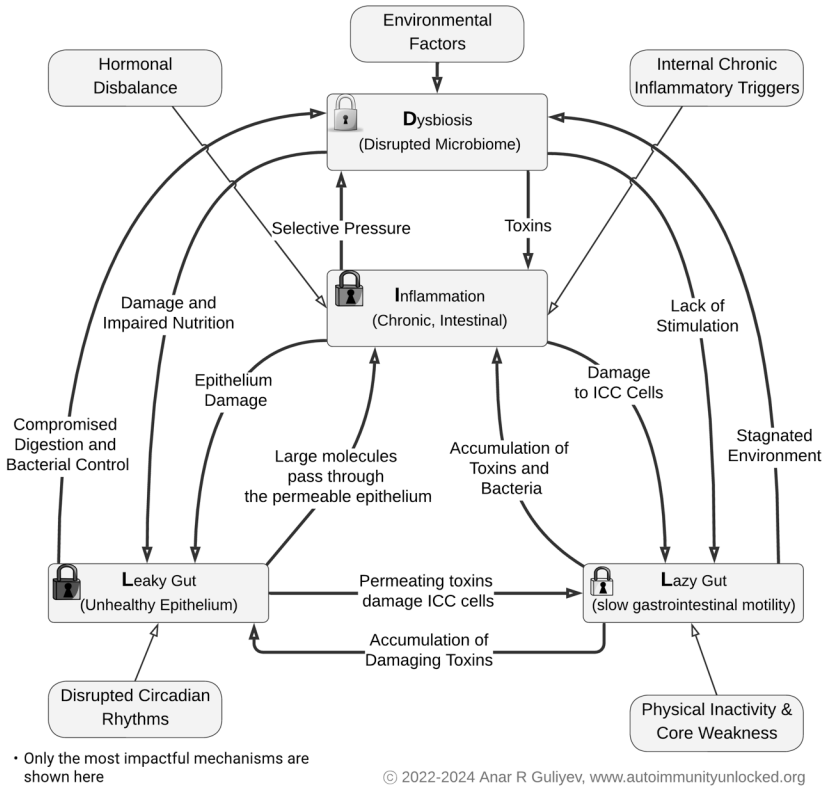 Environmental
Factors
Hormonal
Disbalance
Internal Chronic
Inflammatory Triggers
Dysbiosis
(Disrupted Microbiome)
Selective Pressure
Toxins
Inflammation
(Chronic, Intestinal)
Damage and
Impaired Nutrition
Lack of
Stimulation
Epithelium
Damage
Damage
to ICC Cells
Compromised
Digestion and
Bacterial Control
Large molecules
pass through
the permeable epithelium
Accumulation of
Toxins and
Bacteria
Stagnated
Environment
Leaky Gut
(Unhealthy Epithelium)
Permeating toxins
damage ICC cells
Lazy Gut
(slow gastrointestinal motility)
Accumulation of
Damaging Toxins
Disrupted Circadian
Rhythms
Physical Inactivity &
Core Weakness
• Only the most impactful mechanisms are
shown here
© 2022-2024 Anar R Guliyev, www.autoimmunityunlocked.org